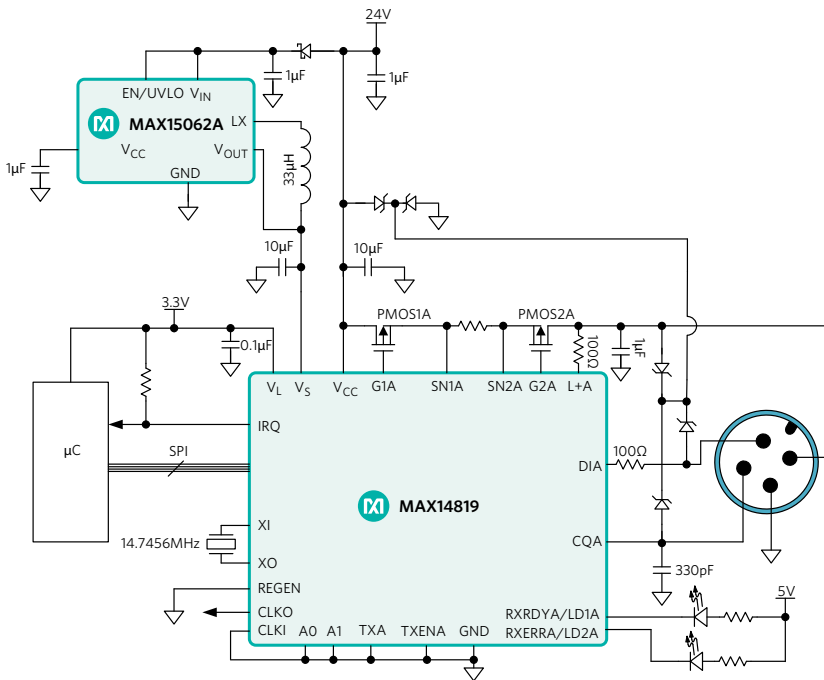 24V
1µF
1µF
EN/UVLO VIN
MAX15062A
LX
VCC
VOUT
GND
1µF
33µH
10µF
10µF
3.3V
0.1µF
PMOS1A
PMOS2A
100Ω
1µF
VL
VS
VCC
G1A
SN1A
SN2A
G2A
L+A
µC
IRQ
SPI
DIA
100Ω
MAX14819
XI
14.7456MHz
XO
CQA
330pF
REGEN
CLKO
CLKI
A0
A1
TXA
TXENA
GND
RXRDYA/LD1A
RXERRA/LD2A
5V